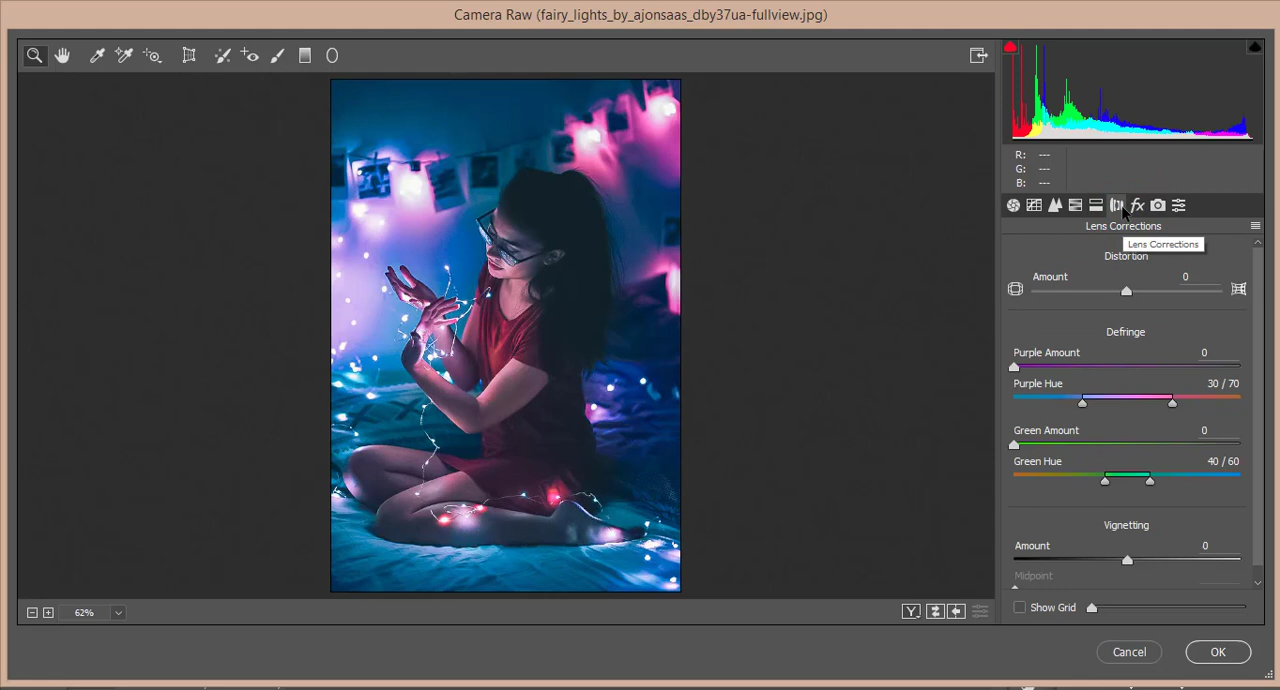 Camera Raw (fairy_lights_by_ajonsaas_dby37ua-fullview.jpg)
R: ---
G: ---
B: ---
fx
Lens Corrections
Lens Corrections
Distortion
Amount 0
Defringe
Purple Amount 0
Purple Hue 30 / 70
Green Amount 0
Green Hue 40 / 60
Vignetting
Amount 0
Midpoint
Show Grid
62%
Y
Cancel OK